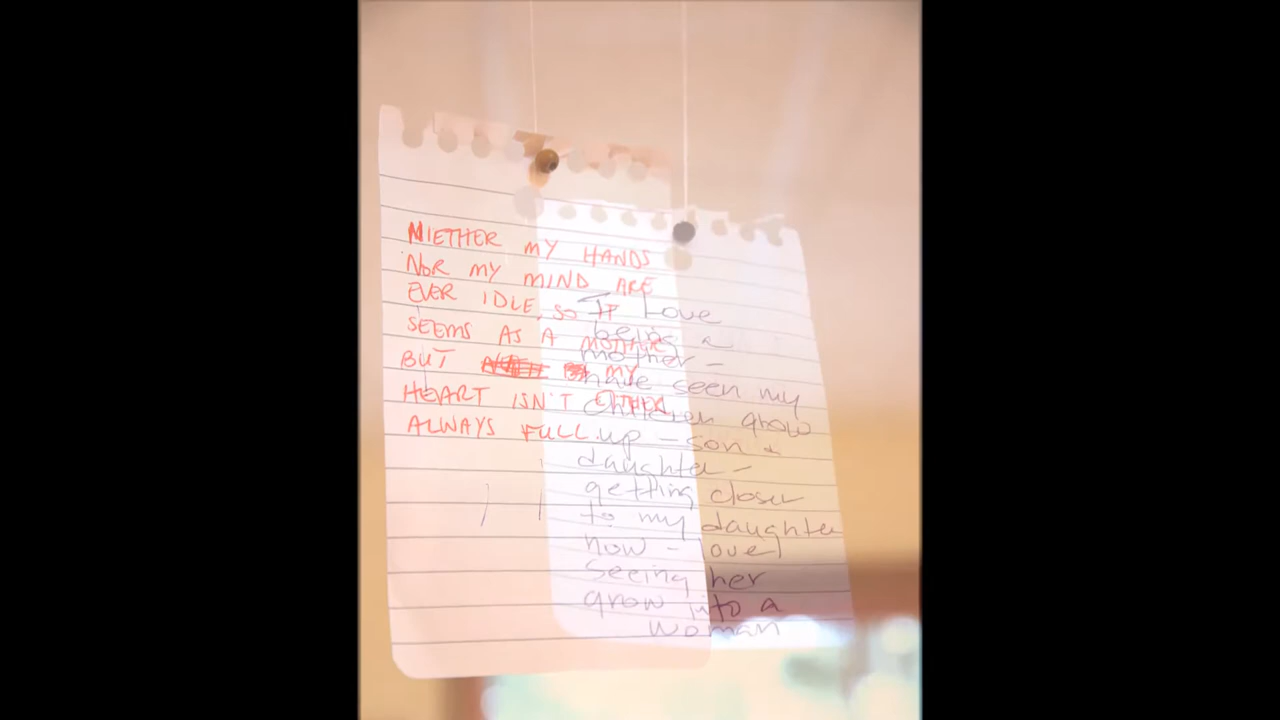 NIETHER MY HANDS
NOR MY MIND ARE
EVER IDLE, SO IT
SEEMS AS A MOTHER
BUT MY
HEART ISN'T EITHER
ALWAYS FULL.
I Love
being a
mother –
have seen my
children grow
up – son &
daughter –
getting closer
to my daughter
now – love
seeing her
grow into a
woman